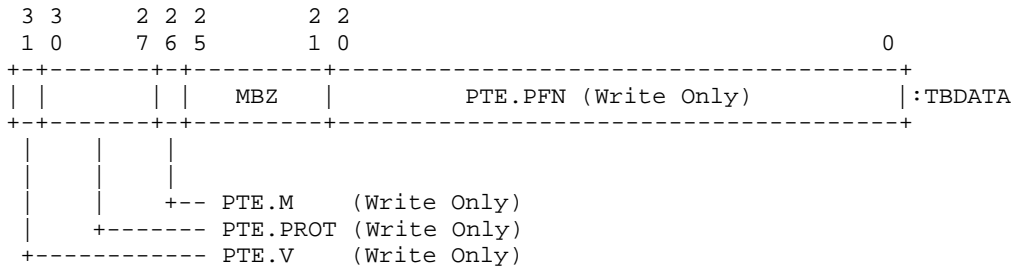 3 3       2 2 2       2 2
1 0       7 6 5       1 0                                       0
+-+-------+-+---------+-----------------------------------------+
| |       | |   MBZ   |         PTE.PFN (Write Only)          |:TBDATA
+-+-------+-+---------+-----------------------------------------+
|    |    |
|    |    |
|    |    +-- PTE.M    (Write Only)
|    +------- PTE.PROT (Write Only)
+------------ PTE.V    (Write Only)